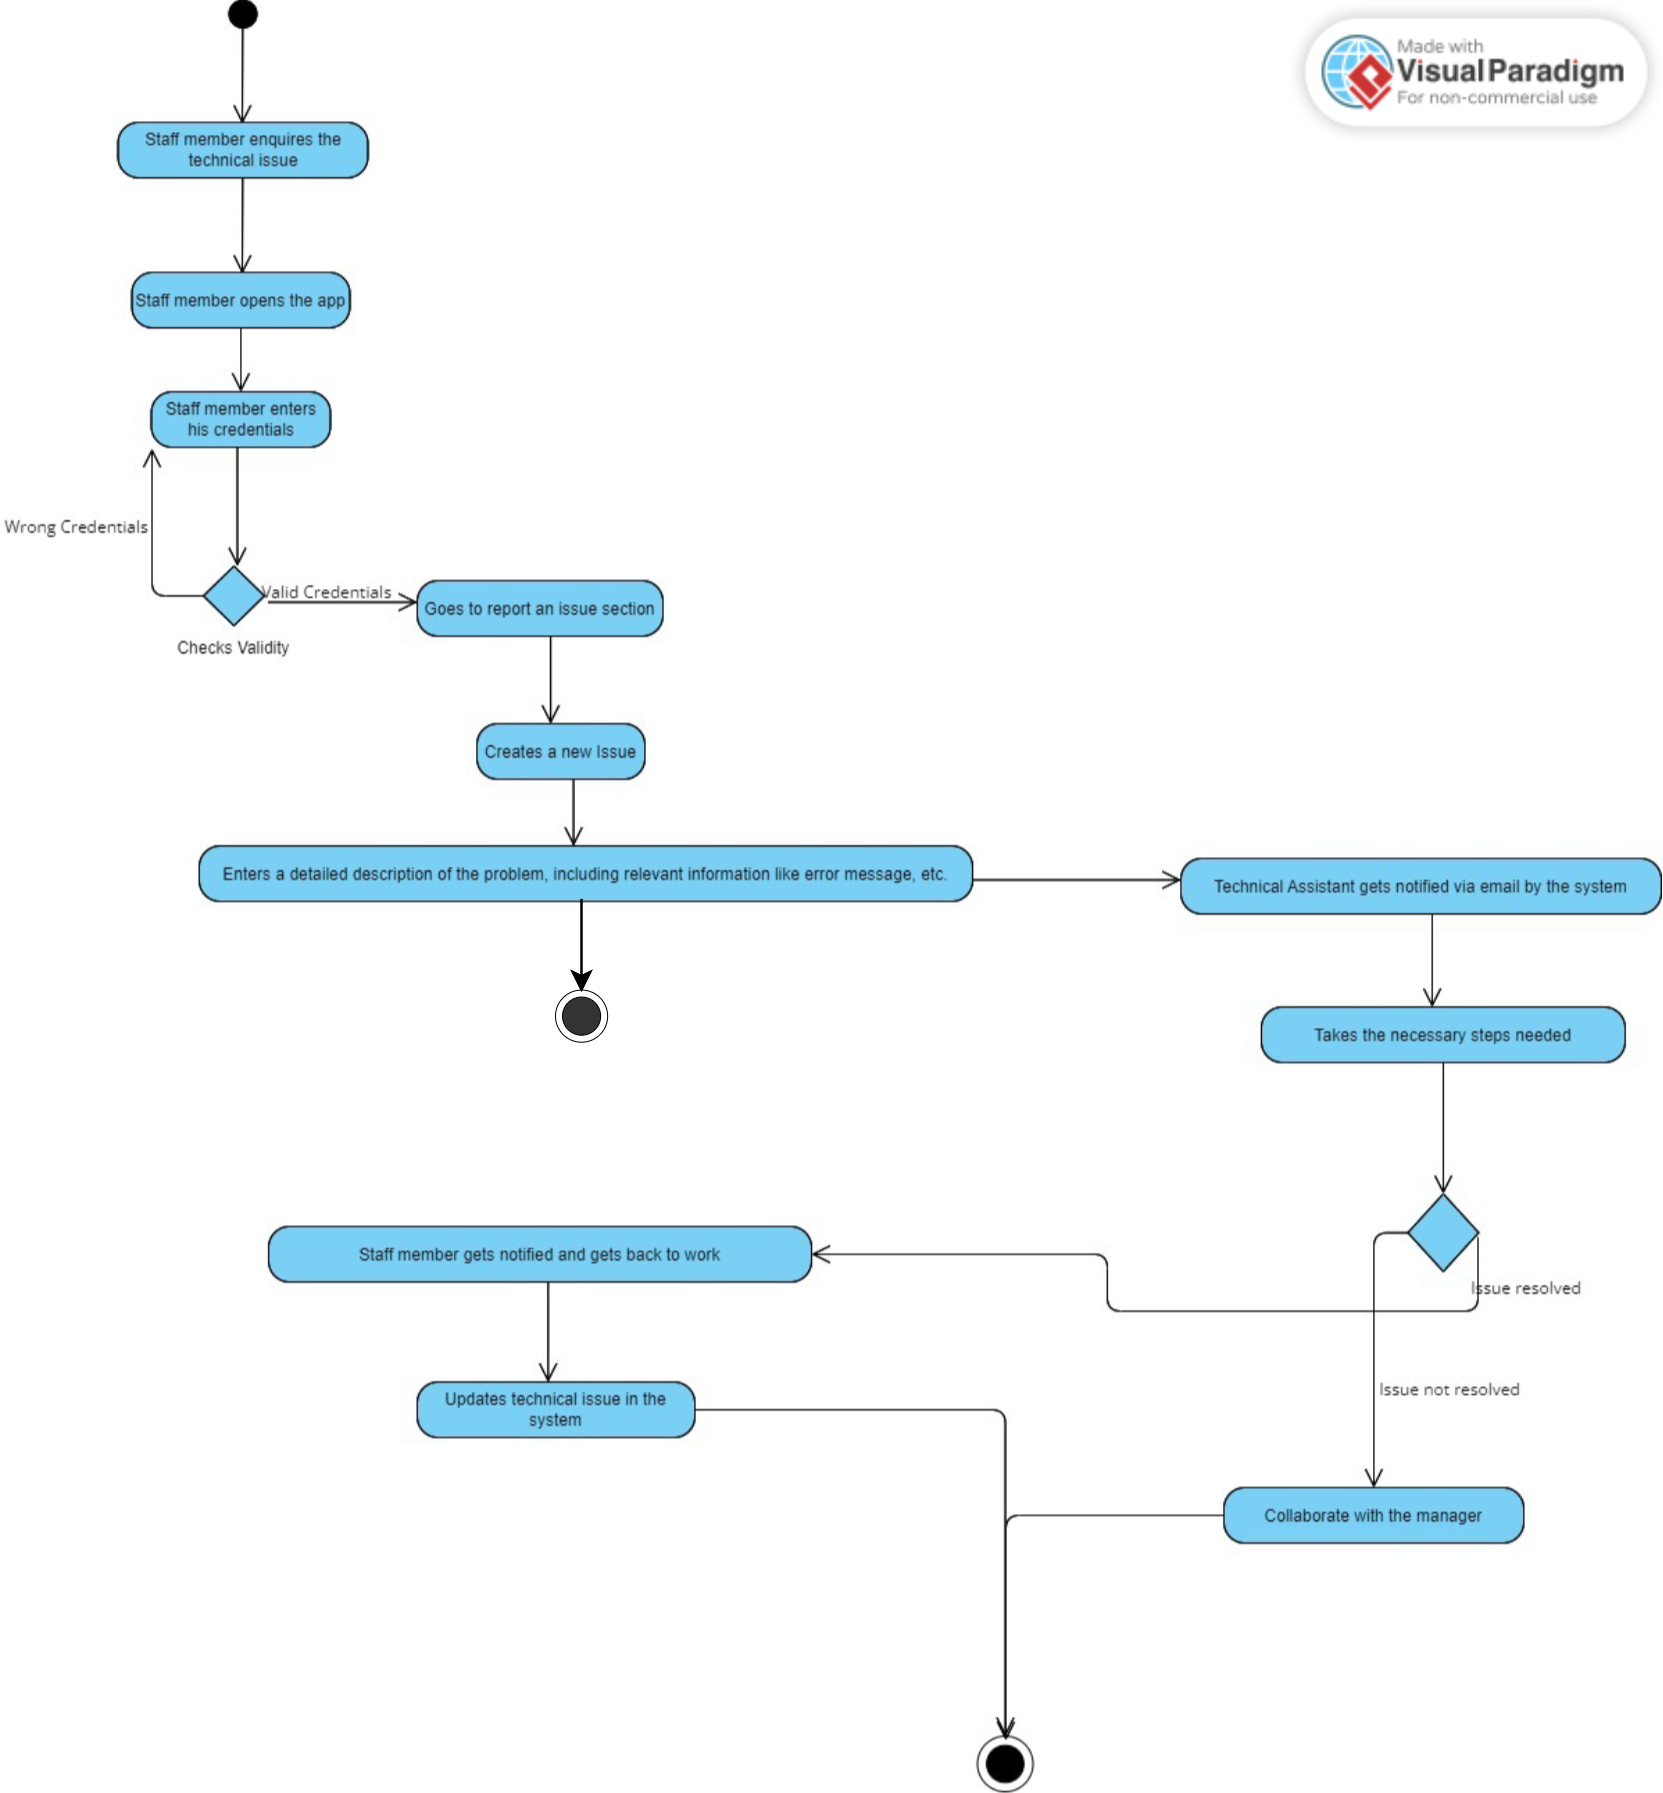 Made with
Visual Paradigm
For non-commercial use
Staff member enquires the
technical issue
Staff member opens the app
Staff member enters
his credentials
Wrong Credentials
Valid Credentials
Checks Validity
Goes to report an issue section
Creates a new Issue
Enters a detailed description of the problem, including relevant information like error message, etc.
Technical Assistant gets notified via email by the system
Takes the necessary steps needed
Staff member gets notified and gets back to work
Issue resolved
Issue not resolved
Updates technical issue in the
system
Collaborate with the manager